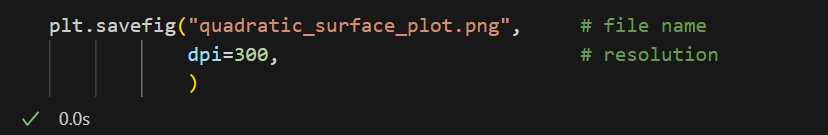 plt.savefig("quadratic_surface_plot.png",     # file name
            dpi=300,                          # resolution
            )
0.0s